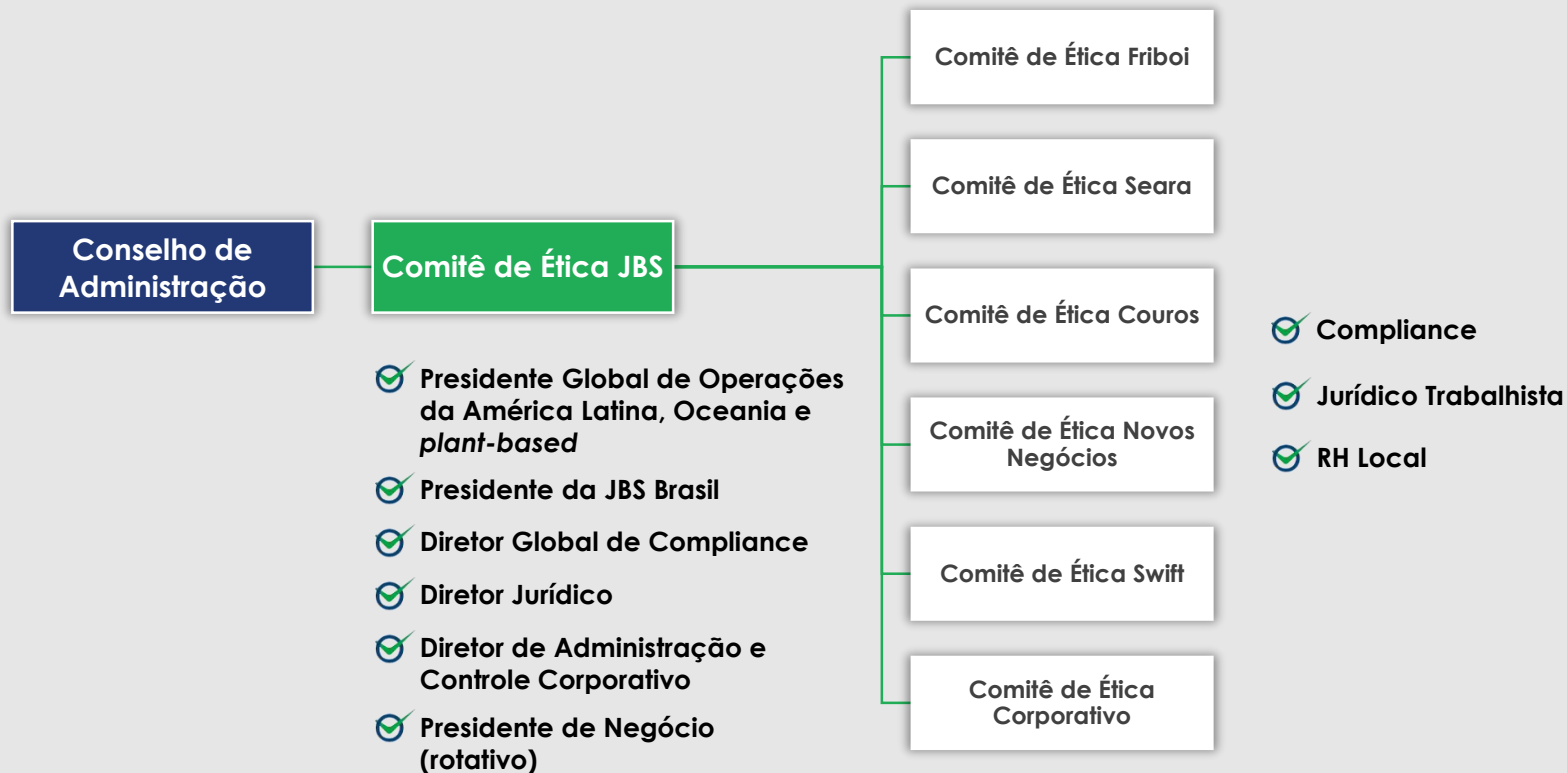 Conselho de
Administração
Comitê de Ética JBS
Presidente Global de Operações
da América Latina, Oceania e
plant-based
Presidente da JBS Brasil
Diretor Global de Compliance
Diretor Jurídico
Diretor de Administração e
Controle Corporativo
Presidente de Negócio
(rotativo)
Comitê de Ética Friboi
Comitê de Ética Seara
Comitê de Ética Couros
Comitê de Ética Novos
Negócios
Comitê de Ética Swift
Comitê de Ética
Corporativo
Compliance
Jurídico Trabalhista
RH Local